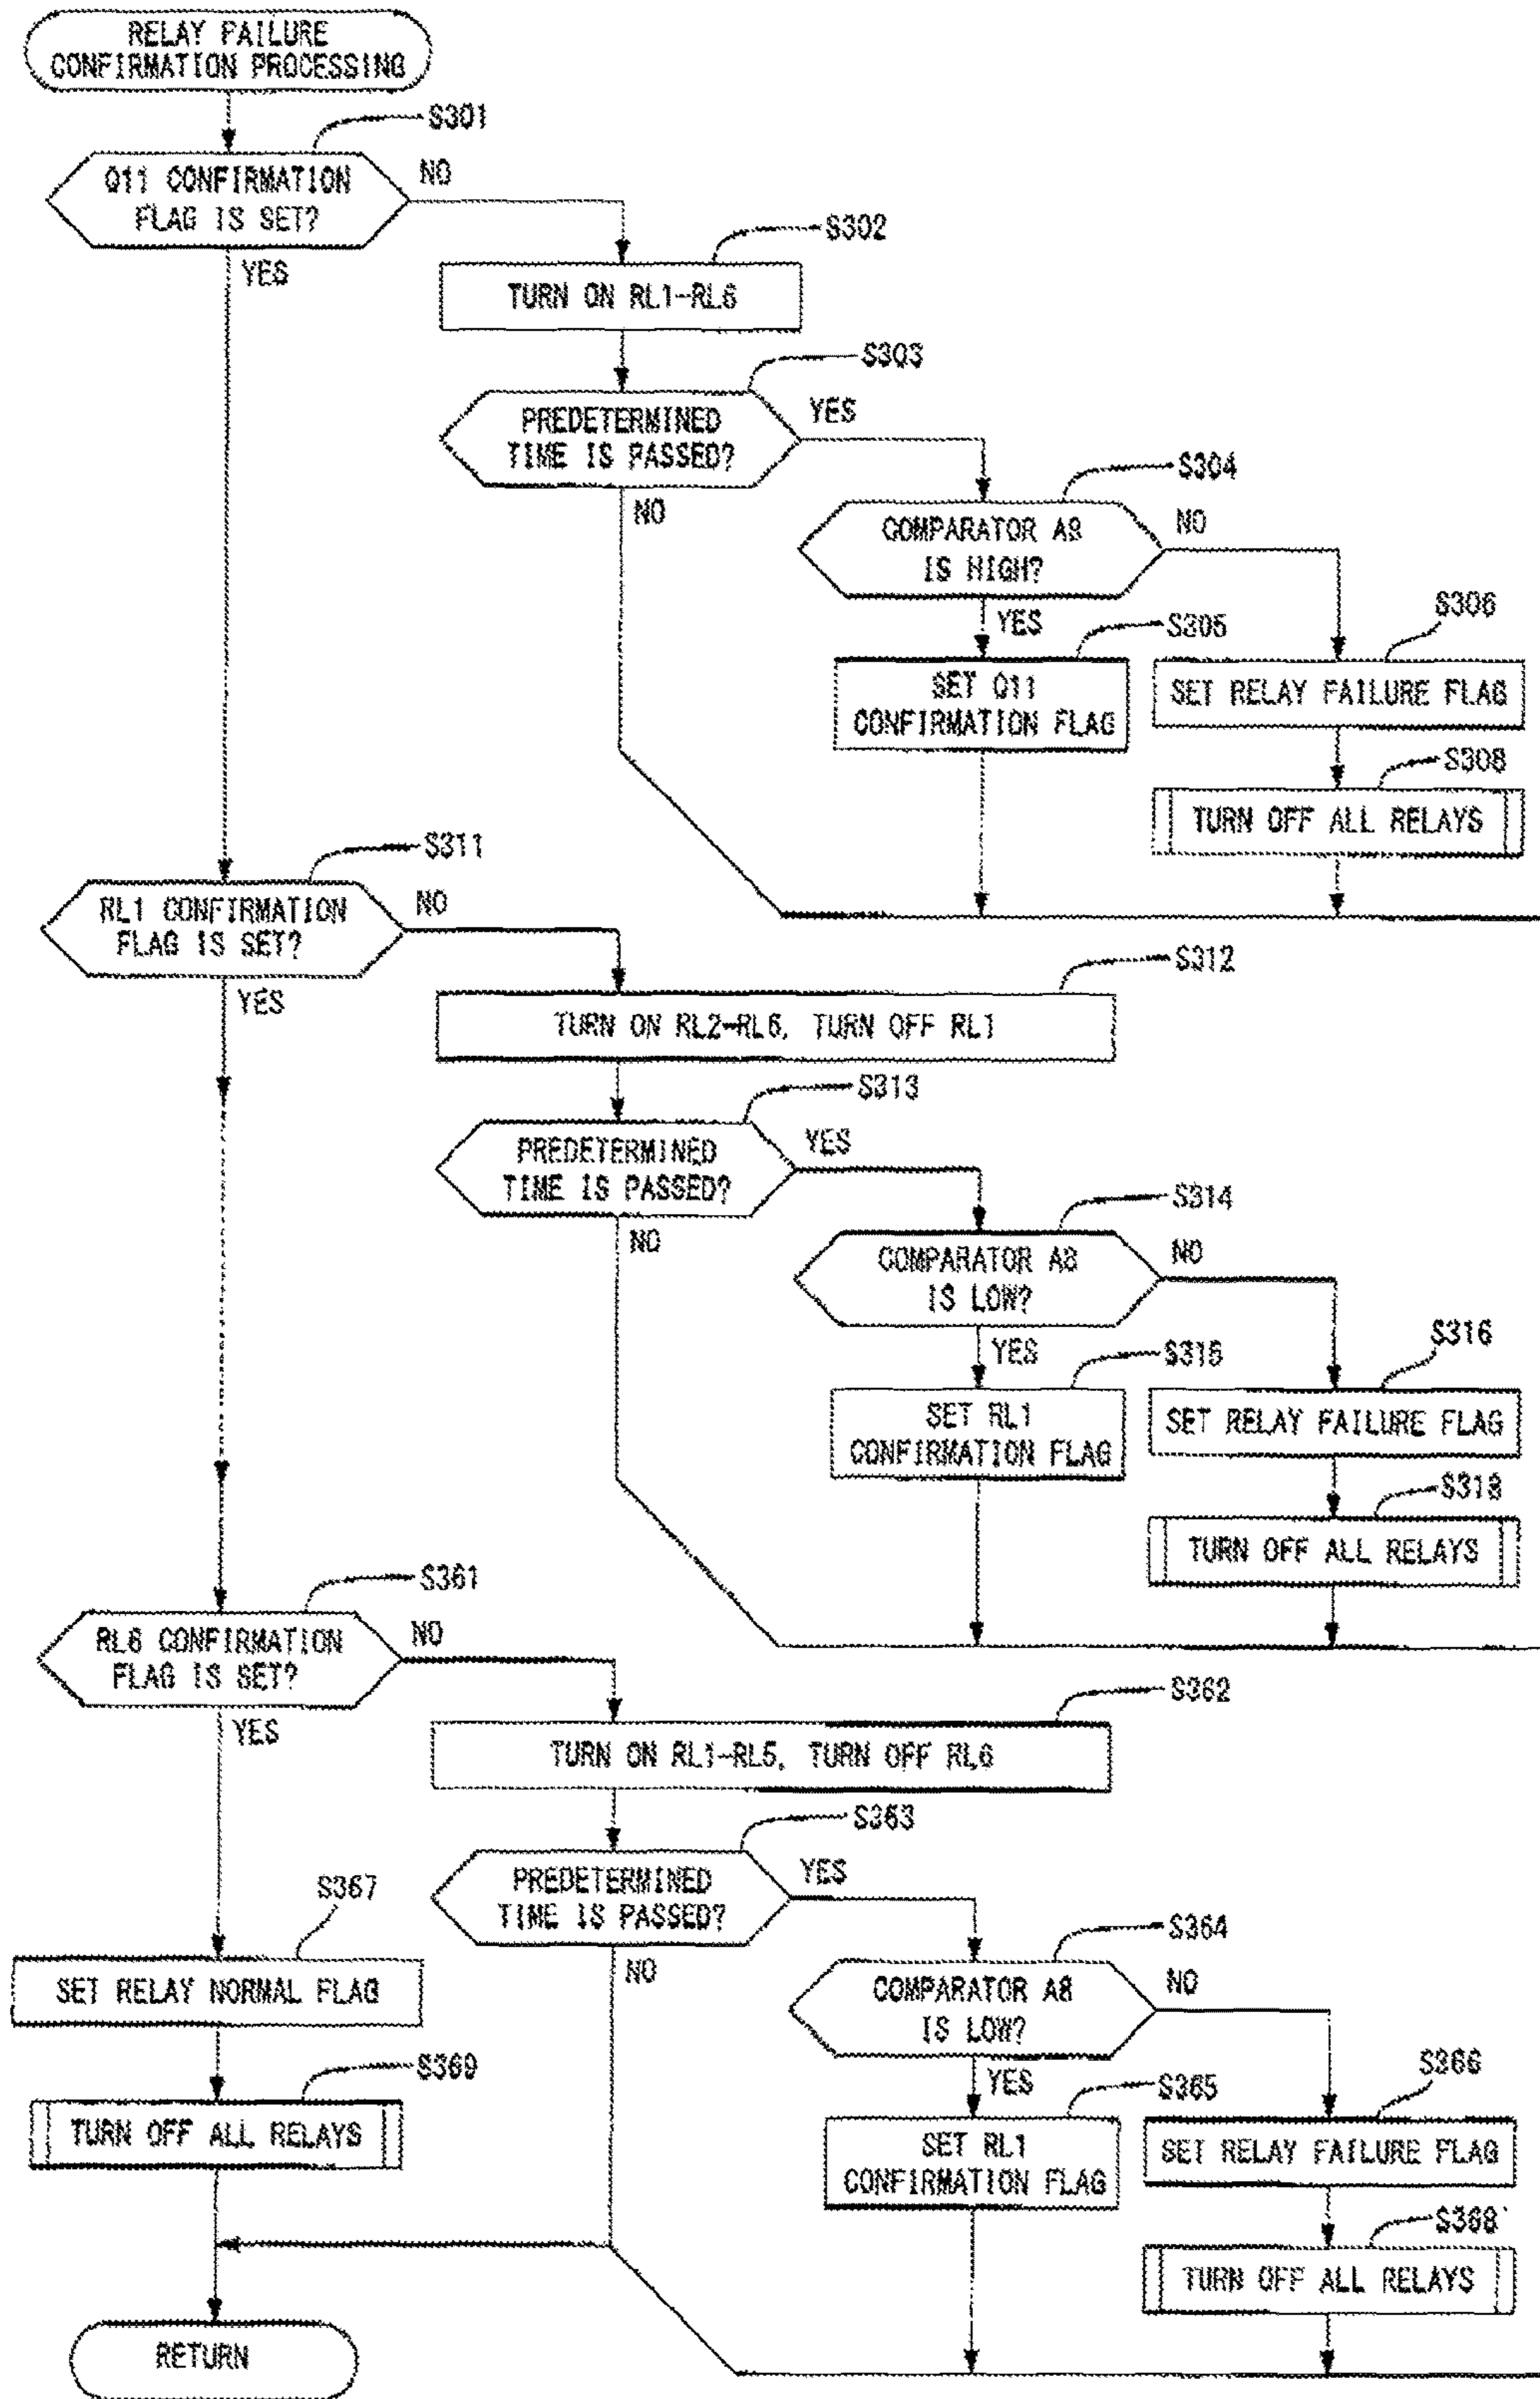 RELAY FAILURE
CONFIRMATION PROCESSING
S301
Q11 CONFIRMATION
FLAG IS SET?
NO
YES
S302
TURN ON RL1-RL6
S303
PREDETERMINED
TIME IS PASSED?
YES
NO
S304
COMPARATOR A8
IS HIGH?
NO
YES
S305
SET Q11
CONFIRMATION FLAG
S306
SET RELAY FAILURE FLAG
S308
TURN OFF ALL RELAYS
S311
RL1 CONFIRMATION
FLAG IS SET?
NO
YES
S312
TURN ON RL2-RL6, TURN OFF RL1
S313
PREDETERMINED
TIME IS PASSED?
YES
NO
S314
COMPARATOR A8
IS LOW?
NO
YES
S315
SET RL1
CONFIRMATION FLAG
S316
SET RELAY FAILURE FLAG
S318
TURN OFF ALL RELAYS
S361
RL6 CONFIRMATION
FLAG IS SET?
NO
YES
S362
TURN ON RL1-RL5, TURN OFF RL6
S363
PREDETERMINED
TIME IS PASSED?
YES
NO
S364
COMPARATOR A8
IS LOW?
NO
YES
S365
SET RL1
CONFIRMATION FLAG
S366
SET RELAY FAILURE FLAG
S368
TURN OFF ALL RELAYS
S367
SET RELAY NORMAL FLAG
S369
TURN OFF ALL RELAYS
RETURN